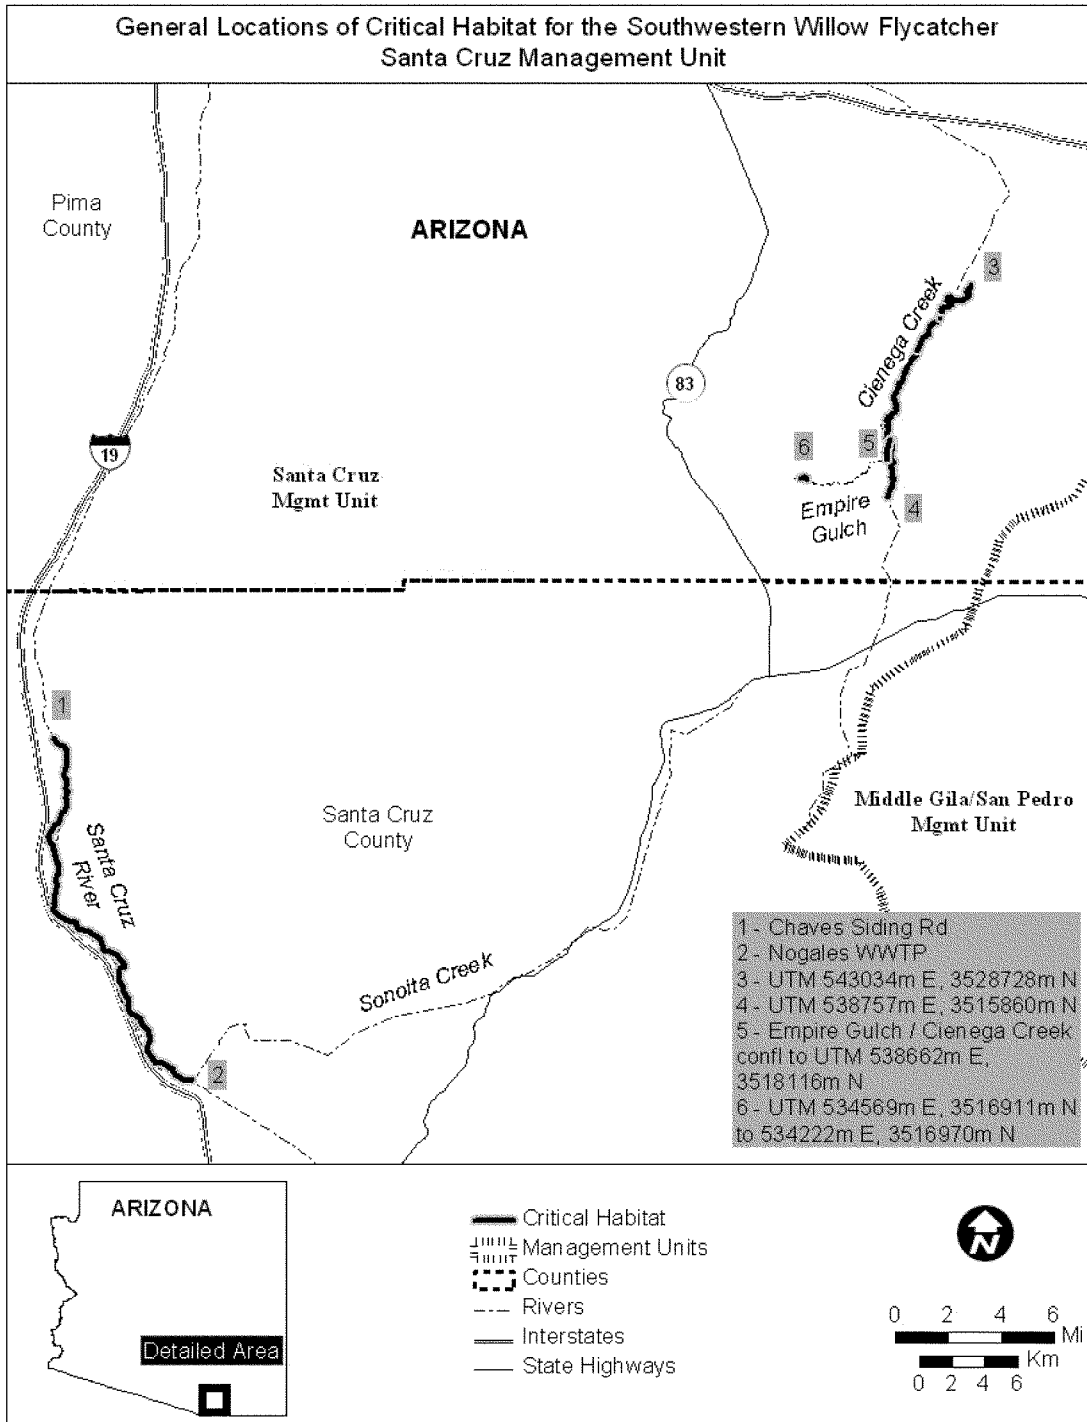 General Locations of Critical Habitat for the Southwestern Willow Flycatcher
Santa Cruz Management Unit
Pima
County
ARIZONA
3
Cienega Creek
83
19
6
5
Santa Cruz
Mgmt Unit
Empire
Gulch
4
1
Santa Cruz
River
Santa Cruz
County
Middle Gila/San Pedro
Mgmt Unit
Sonoita Creek
2
1 - Chaves Siding Rd
2 - Nogales WWTP
3 - UTM 543034m E, 3528728m N
4 - UTM 538757m E, 3515860m N
5 - Empire Gulch / Cienega Creek
confl to UTM 538662m E,
3518116m N
6 - UTM 534569m E, 3516911m N
to 534222m E, 3516970m N
ARIZONA
Detailed Area
Critical Habitat
Management Units
Counties
Rivers
Interstates
State Highways
N
0 2 4 6
Mi
Km
0 2 4 6